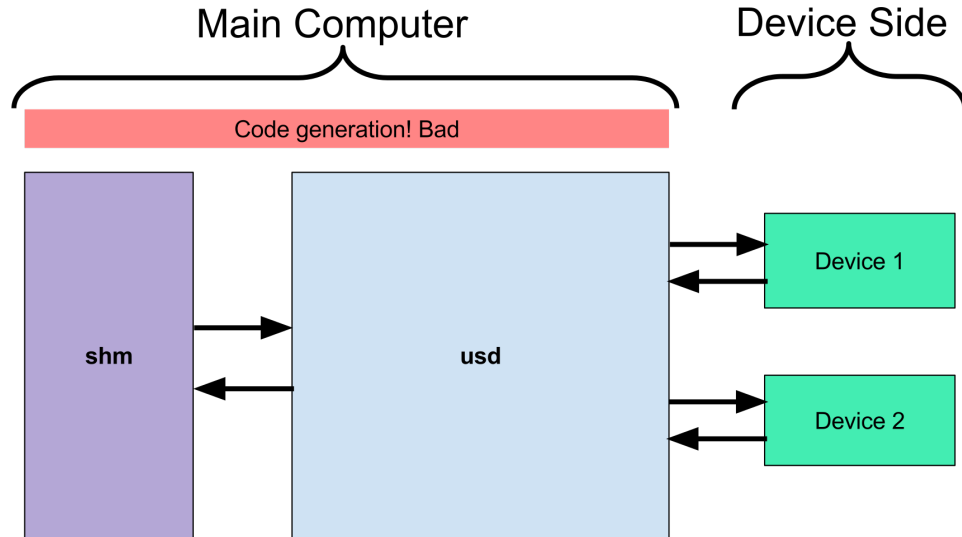 Main Computer
Device Side
Code generation! Bad
Device 1
shm
usd
Device 2